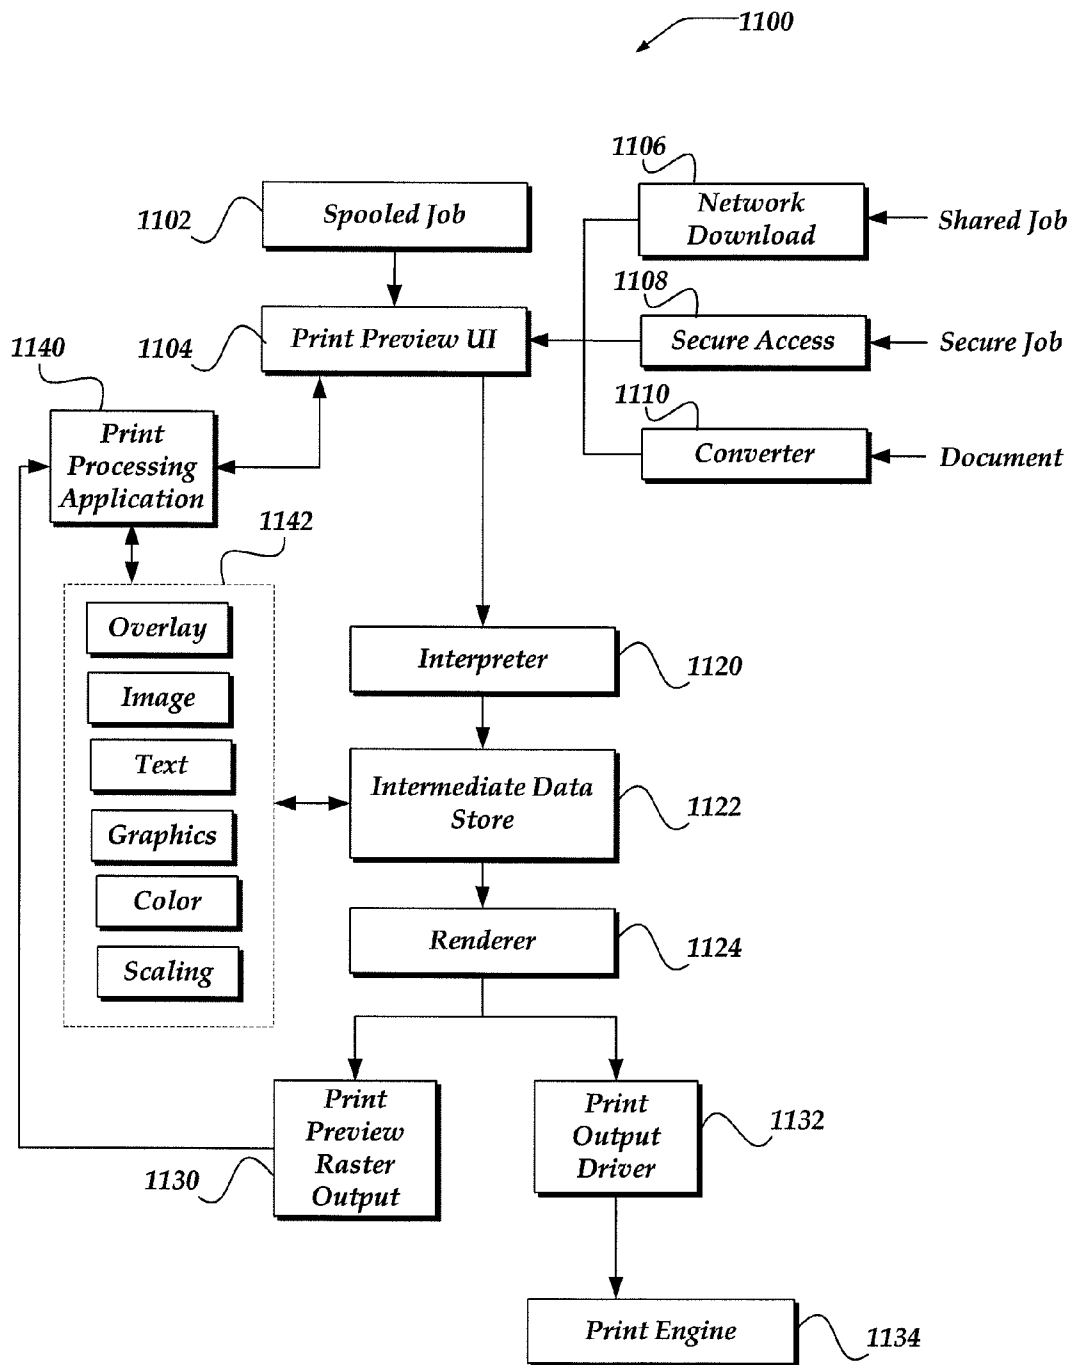 1100
1106
Spooled Job
1102
Network
Download
Shared Job
1108
Print Preview UI
1104
Secure Access
Secure Job
1140
1110
Print
Processing
Application
Converter
Document
1142
Overlay
Interpreter
1120
Image
Text
Intermediate Data
Store
1122
Graphics
Color
Renderer
1124
Scaling
Print
Preview
Raster
Output
1130
Print
Output
Driver
1132
Print Engine
1134